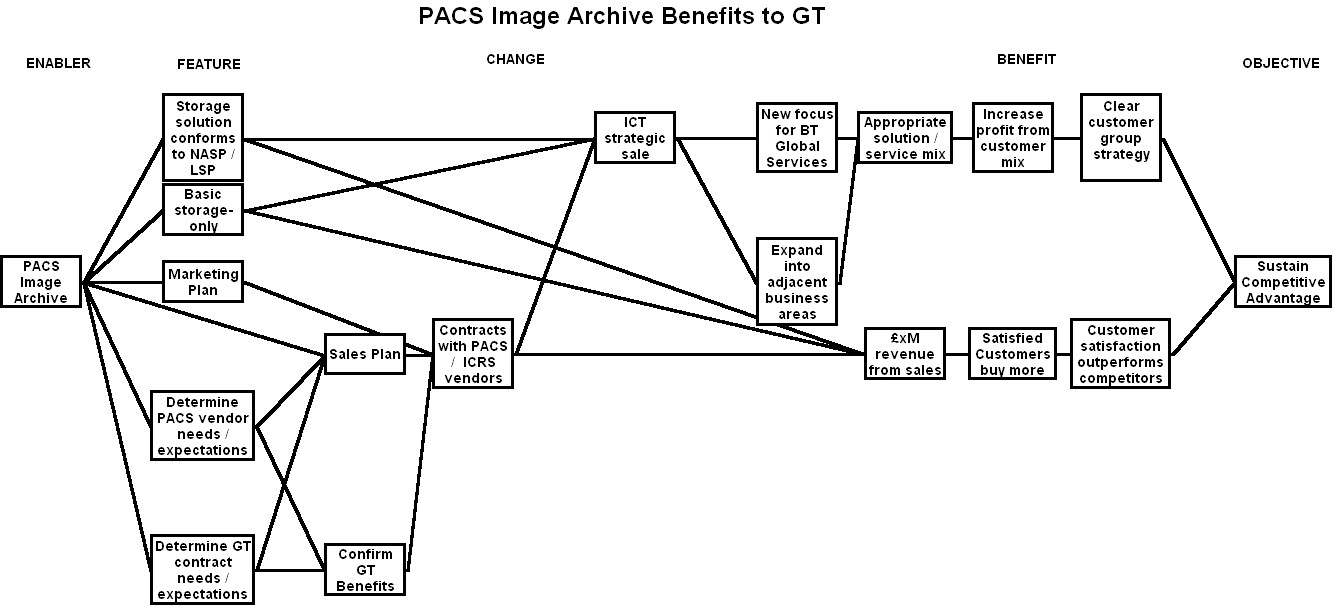 PACS Image Archive Benefits to GT
ENABLER
FEATURE
CHANGE
BENEFIT
OBJECTIVE
PACS
Image
Archive
Storage
solution
conforms
to NASP /
LSP
Basic
storage-
only
Marketing
Plan
Determine
PACS vendor
needs /
expectations
Determine GT
contract
needs /
expectations
Sales Plan
Confirm
GT
Benefits
Contracts
with PACS
/ ICRS
vendors
ICT
strategic
sale
New focus
for BT
Global
Services
Expand
into
adjacent
business
areas
Appropriate
solution /
service mix
Increase
profit from
customer
mix
Clear
customer
group
strategy
£xM
revenue
from sales
Satisfied
Customers
buy more
Customer
satisfaction
outperforms
competitors
Sustain
Competitive
Advantage